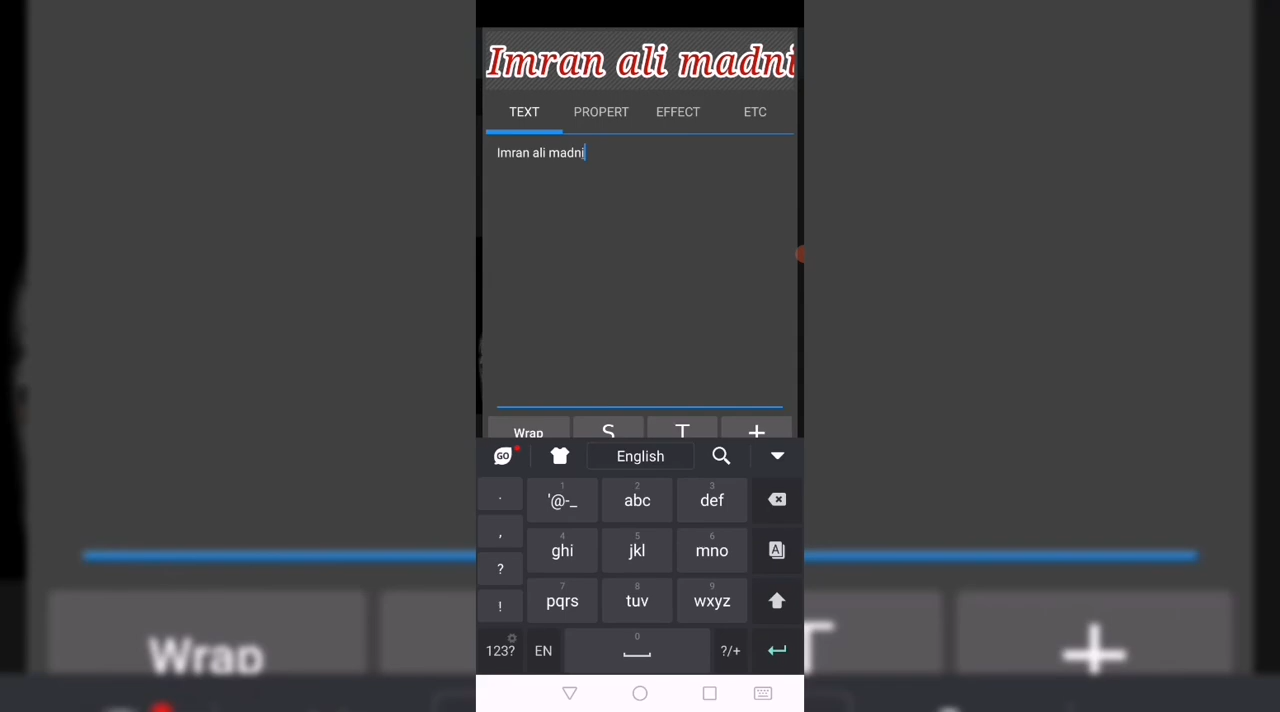 Imran ali madni
TEXT PROPERT EFFECT ETC
Imran ali madni
Wrap S T +
GO English
. 1 '@-_ 2 abc 3 def
, 4 ghi 5 jkl 6 mno A
?
! 7 pqrs 8 tuv 9 wxyz
123? EN 0 ?/+
Wrap T +